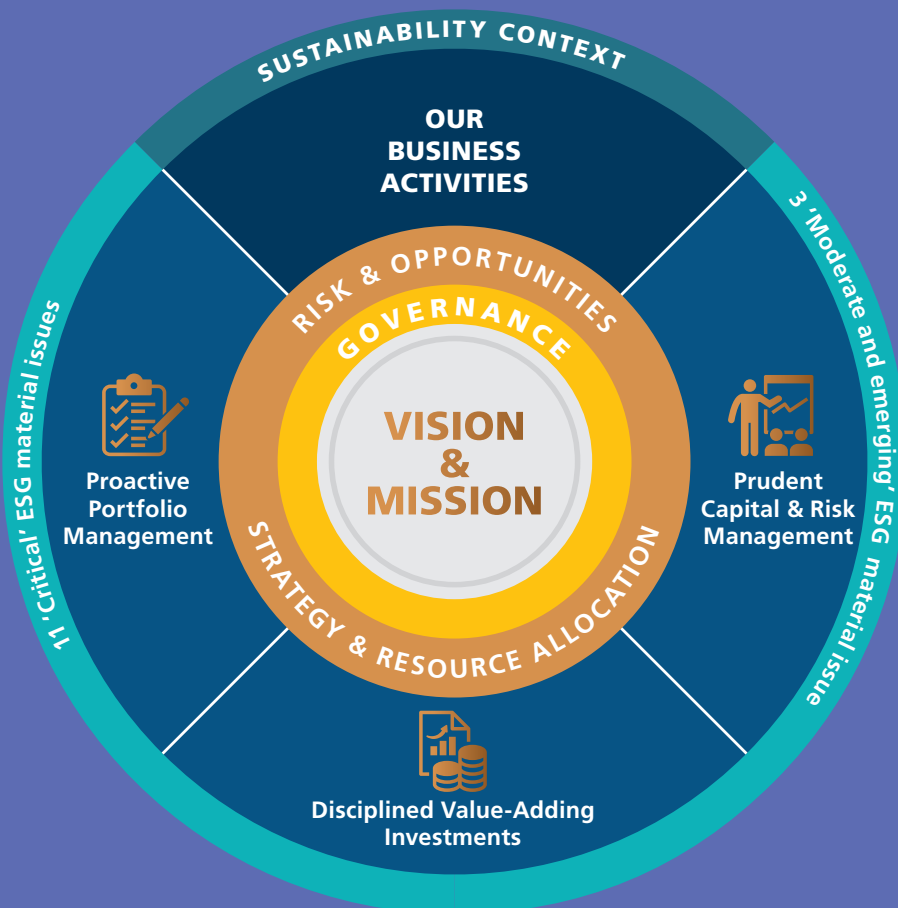 SUSTAINABILITY CONTEXT
OUR
BUSINESS
ACTIVITIES
RISK & OPPORTUNITIES
GOVERNANCE
VISION
&
MISSION
STRATEGY & RESOURCE ALLOCATION
11 'Critical' ESG material issues
Proactive
Portfolio
Management
3 'Moderate and emerging' ESG material issue
Prudent
Capital & Risk
Management
Disciplined Value-Adding
Investments